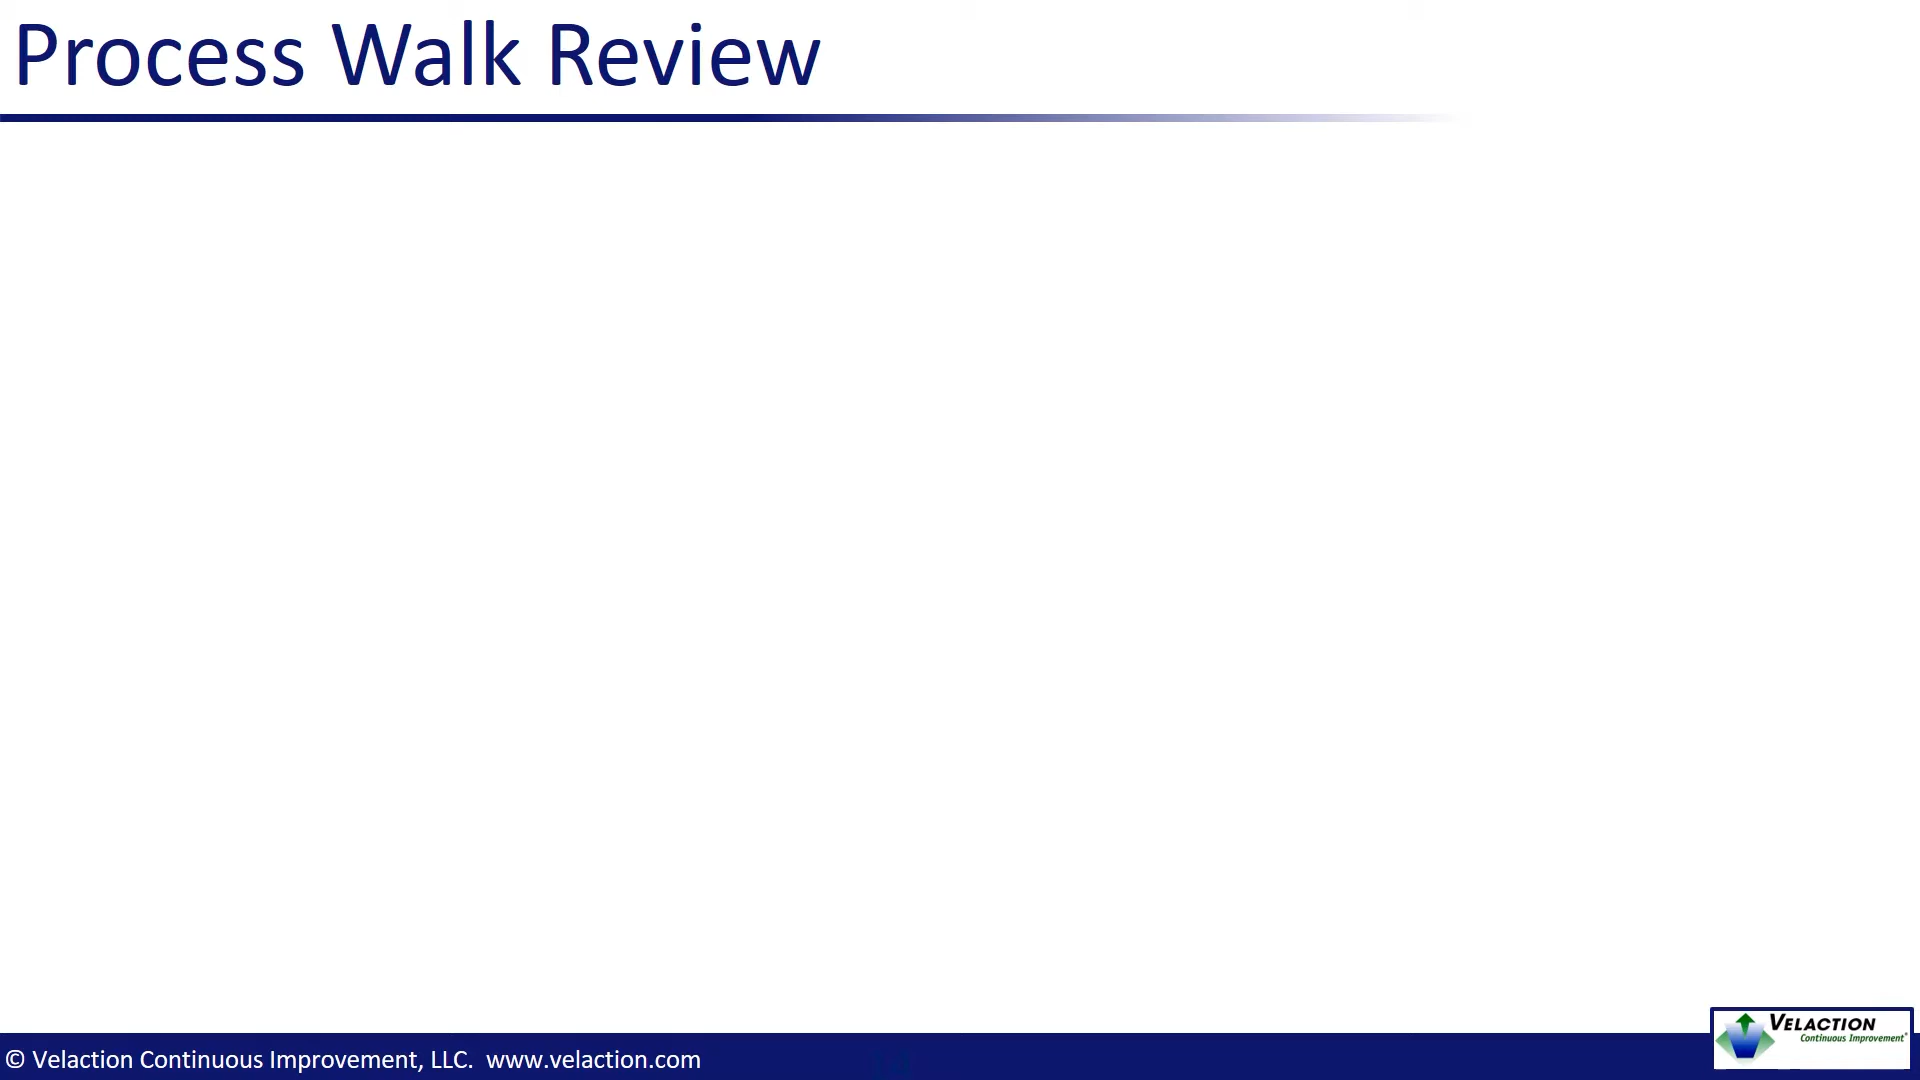 Process Walk Review
© Velaction Continuous Improvement, LLC.  www.velaction.com
VELACTION
Continuous Improvement